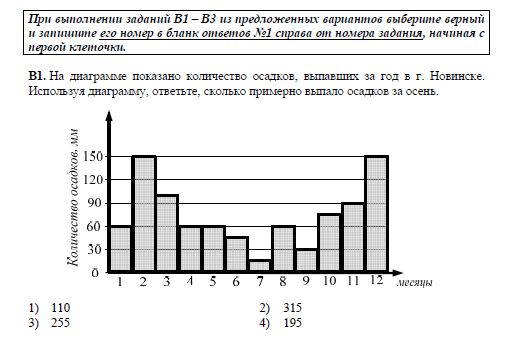 При выполнении заданий В1 – В3 из предложенных вариантов выберите верный
и запишите его номер в бланк ответов №1 справа от номера задания, начиная с
первой клеточки.
В1. На диаграмме показано количество осадков, выпавших за год в г. Новинске.
Используя диаграмму, ответьте, сколько примерно выпало осадков за осень.
Количество осадков, мм
150
120
90
60
30
0
1 2 3 4 5 6 7 8 9 10 11 12 месяцы
1) 110 2) 315
3) 255 4) 195